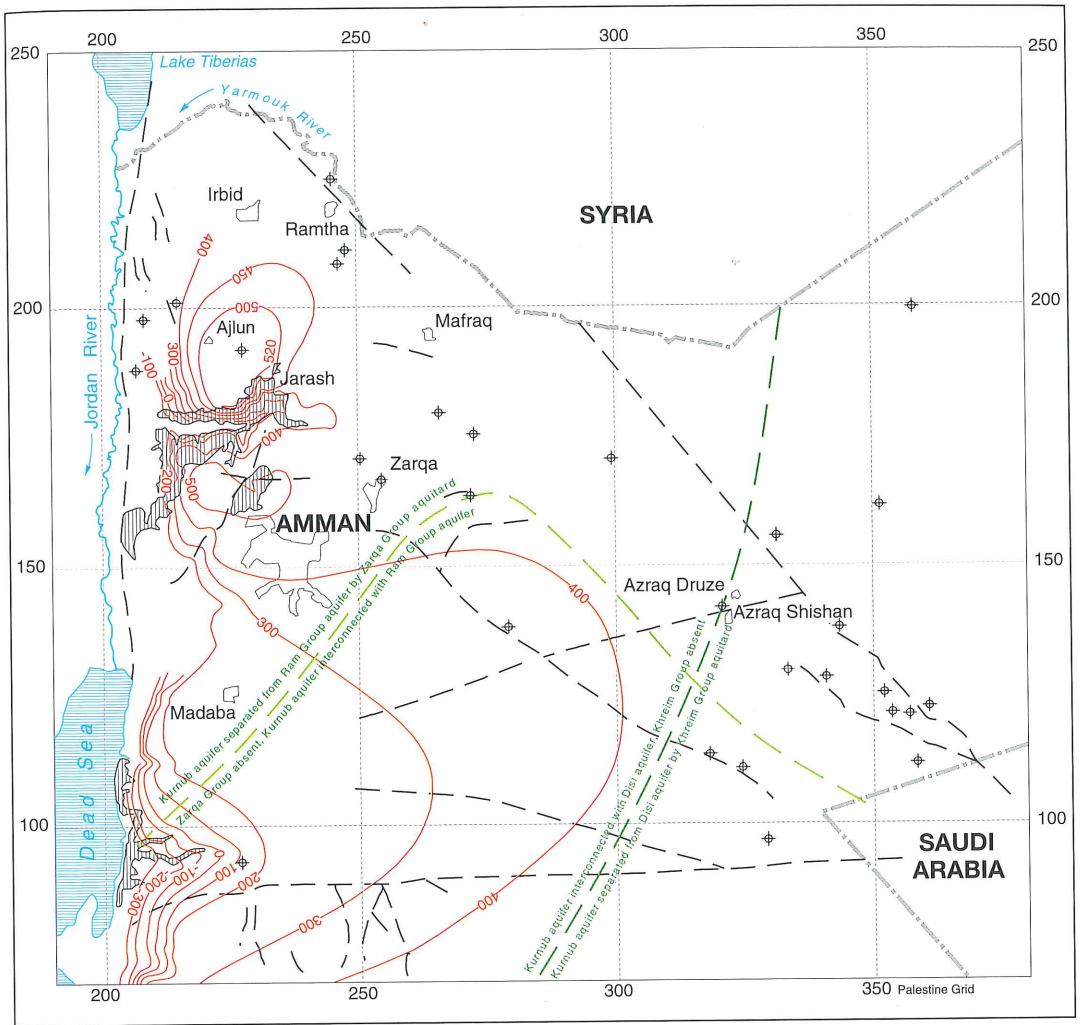 200
250
300
350
250
250
Lake Tiberias
Yarmouk River
Irbid
Ramtha
SYRIA
400
450
500
200
200
Ajlun
Mafraq
300
520
-100
0
Jarash
Jordan River
400
Zarqa
200
500
AMMAN
150
150
400
Azraq Druze
Azraq Shishan
300
Madaba
Kurnub aquifer separated from Ram Group aquifer by Zarqa Group aquitard
Zarqa Group absent, Kurnub aquifer interconnected with Ram Group aquifer
Kurnub aquifer interconnected with Disi aquifer, Khreim Group absent
Kurnub aquifer separated from Disi aquifer by Khreim Group aquitard
Dead Sea
100
100
SAUDI
ARABIA
0
-100
-200
-300
100
200
300
400
200
250
300
350
Palestine Grid